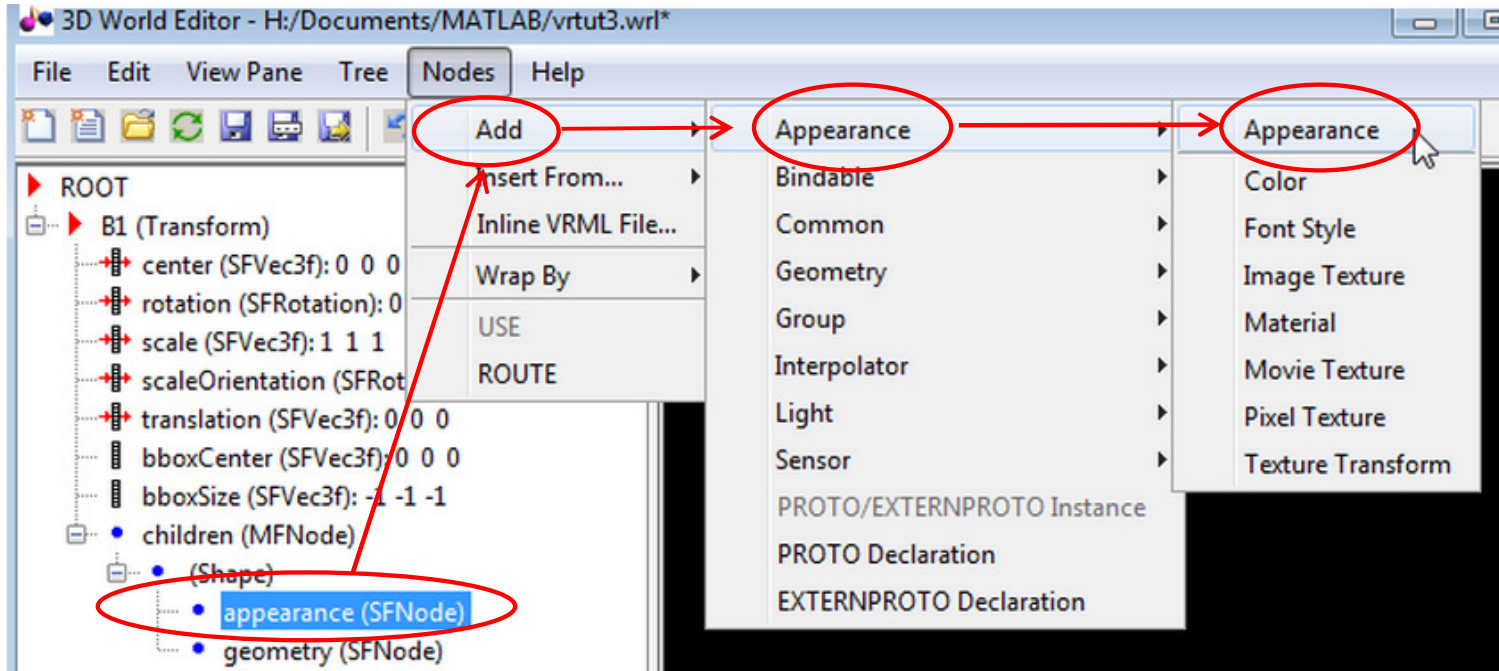 3D World Editor - H:/Documents/MATLAB/vrtut3.wrl*
File Edit View Pane Tree Nodes Help
ROOT
B1 (Transform)
center (SFVec3f): 0 0 0
rotation (SFRotation): 0
scale (SFVec3f): 1 1 1
scaleOrientation (SFRot
translation (SFVec3f): 0 0 0
bboxCenter (SFVec3f): 0 0 0
bboxSize (SFVec3f): -1 -1 -1
children (MFNode)
(Shape)
appearance (SFNode)
geometry (SFNode)
Add
Insert From...
Inline VRML File...
Wrap By
USE
ROUTE
Appearance
Bindable
Common
Geometry
Group
Interpolator
Light
Sensor
PROTO/EXTERNPROTO Instance
PROTO Declaration
EXTERNPROTO Declaration
Appearance
Color
Font Style
Image Texture
Material
Movie Texture
Pixel Texture
Texture Transform